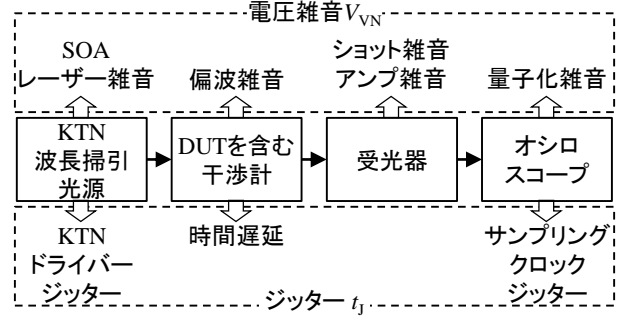 電圧雑音VVN
SOA
レーザー雑音
偏波雑音
ショット雑音
アンプ雑音
量子化雑音
KTN
波長掃引
光源
DUTを含む
干渉計
受光器
オシロ
スコープ
KTN
ドライバー
ジッター
時間遅延
サンプリング
クロック
ジッター
ジッター tJ